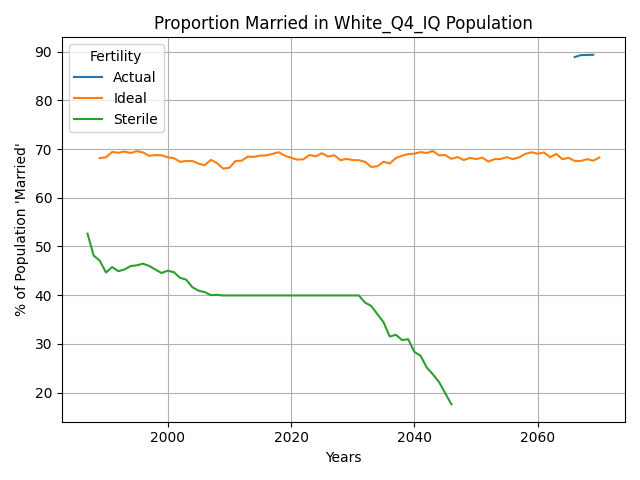 Proportion Married in White_Q4_IQ Population
Fertility
Actual
Ideal
Sterile
% of Population 'Married'
90
80
70
60
50
40
30
20
2000
2020
2040
2060
Years